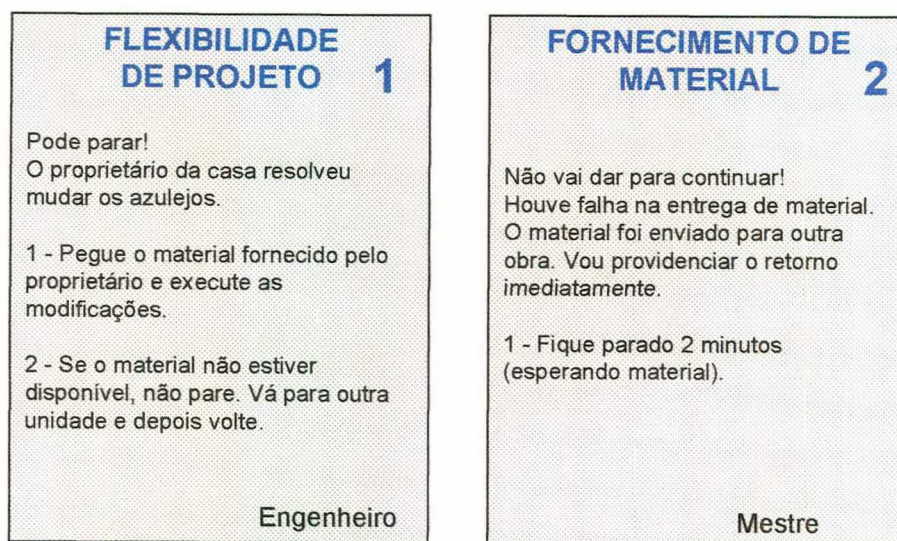 FLEXIBILIDADE
DE PROJETO 1
Pode parar!
O proprietário da casa resolveu
mudar os azulejos.
1 - Pegue o material fornecido pelo
proprietário e execute as
modificações.
2 - Se o material não estiver
disponível, não pare. Vá para outra
unidade e depois volte.
Engenheiro
FORNECIMENTO DE
MATERIAL 2
Não vai dar para continuar!
Houve falha na entrega de material.
O material foi enviado para outra
obra. Vou providenciar o retorno
imediatamente.
1 - Fique parado 2 minutos
(esperando material).
Mestre